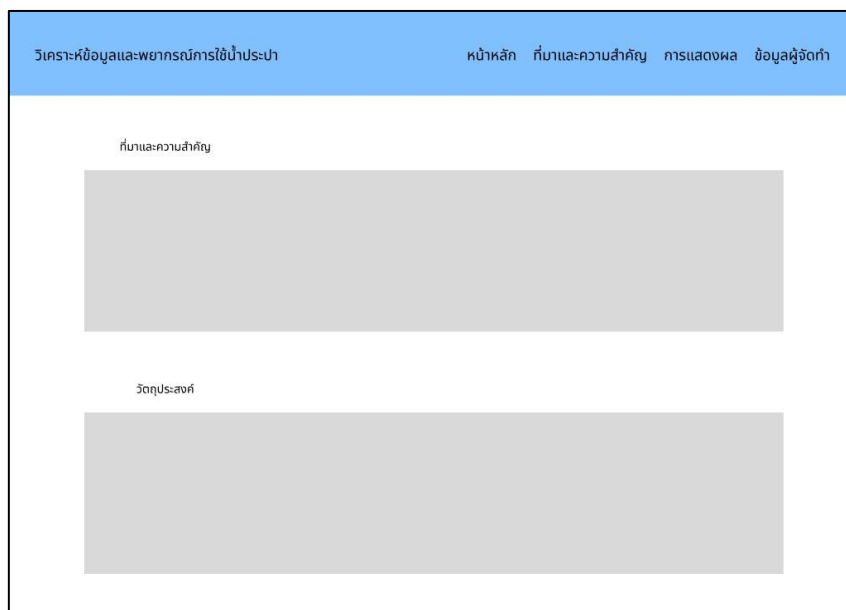 วิเคราะห์ข้อมูลและพยากรณ์การใช้น้ำประปา
หน้าหลัก ที่มาและความสำคัญ การแสดงผล ข้อมูลผู้จัดทำ
ที่มาและความสำคัญ
วัตถุประสงค์